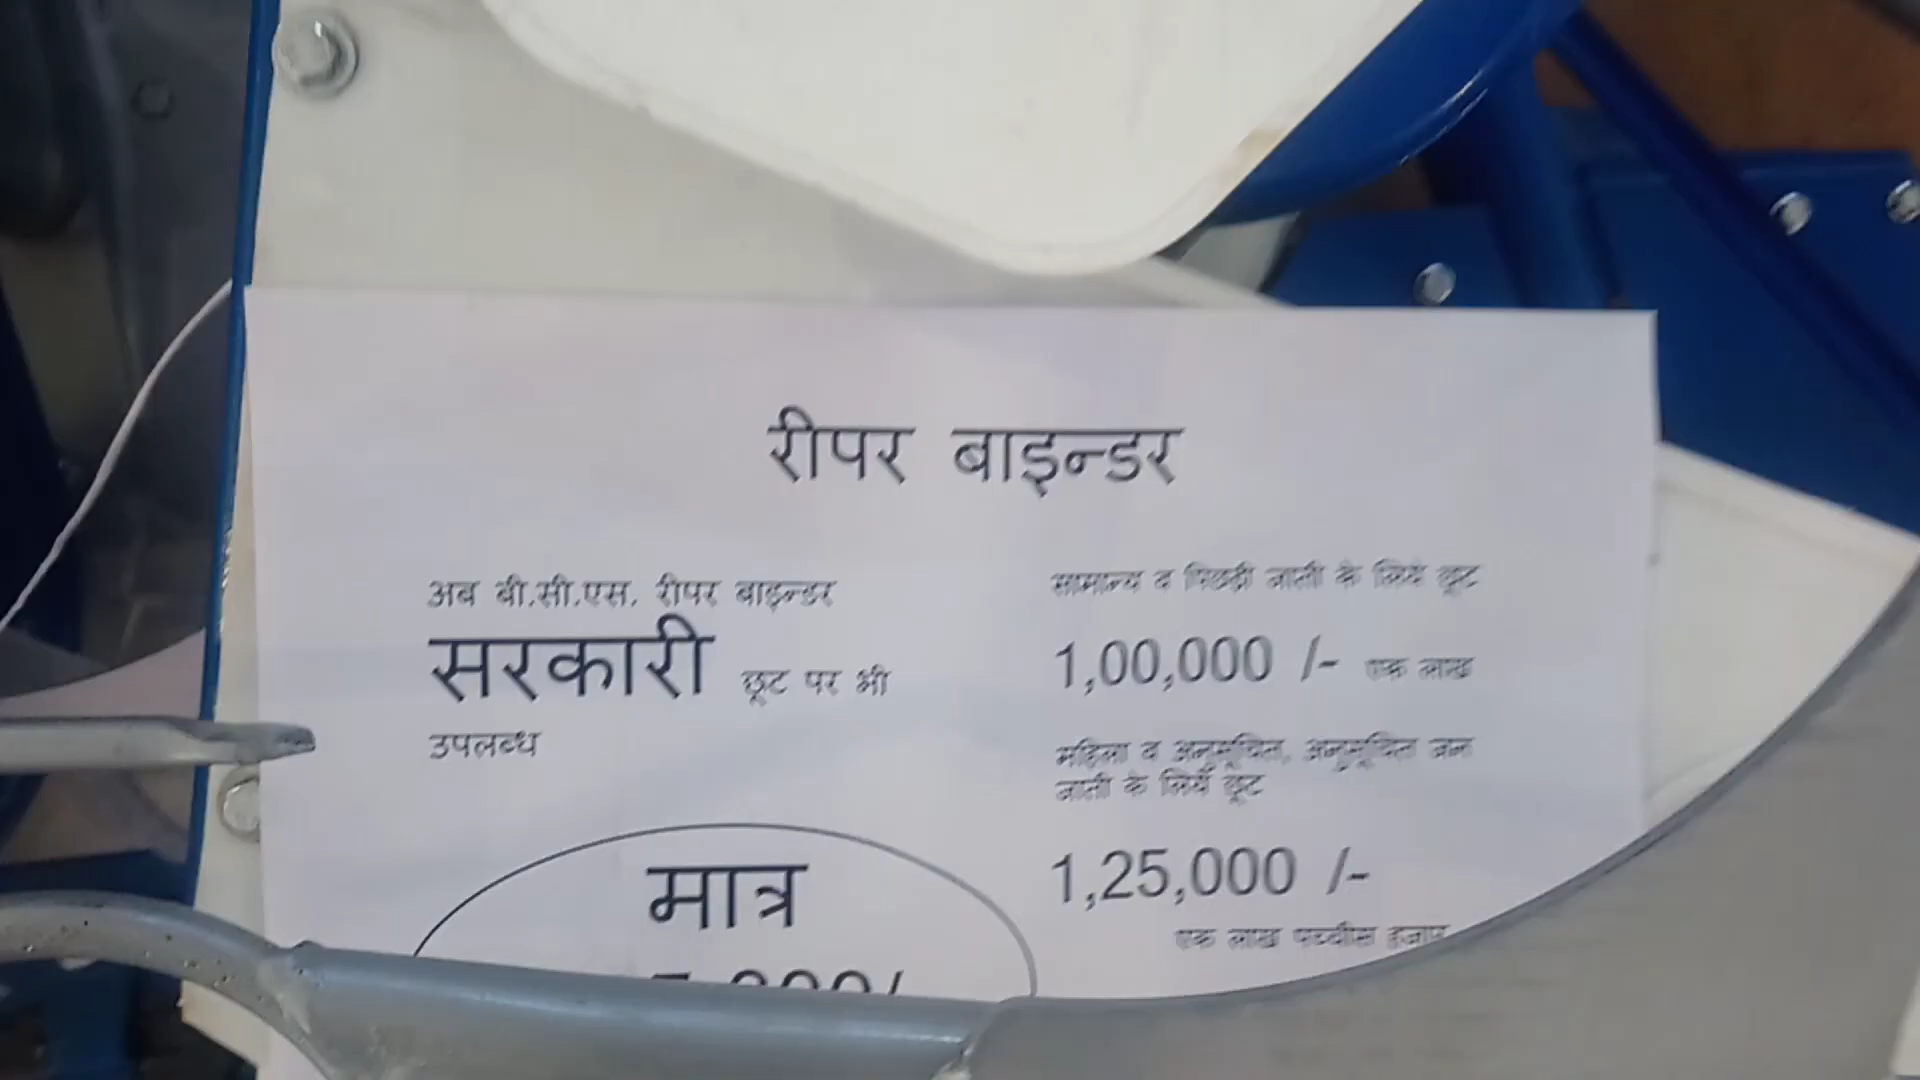 रीपर बाइन्डर
अब बी.सी.एस. रीपर बाइन्डर
सरकारी छूट पर भी
उपलब्ध
मात्र
सामान्य व पिछडी जाती के लिये छूट
1,00,000 /- एक लाख
महिला व अनुसूचित, अनुसूचित जन
जाती के लिये छूट
1,25,000 /-
एक लाख पच्चीस हजार